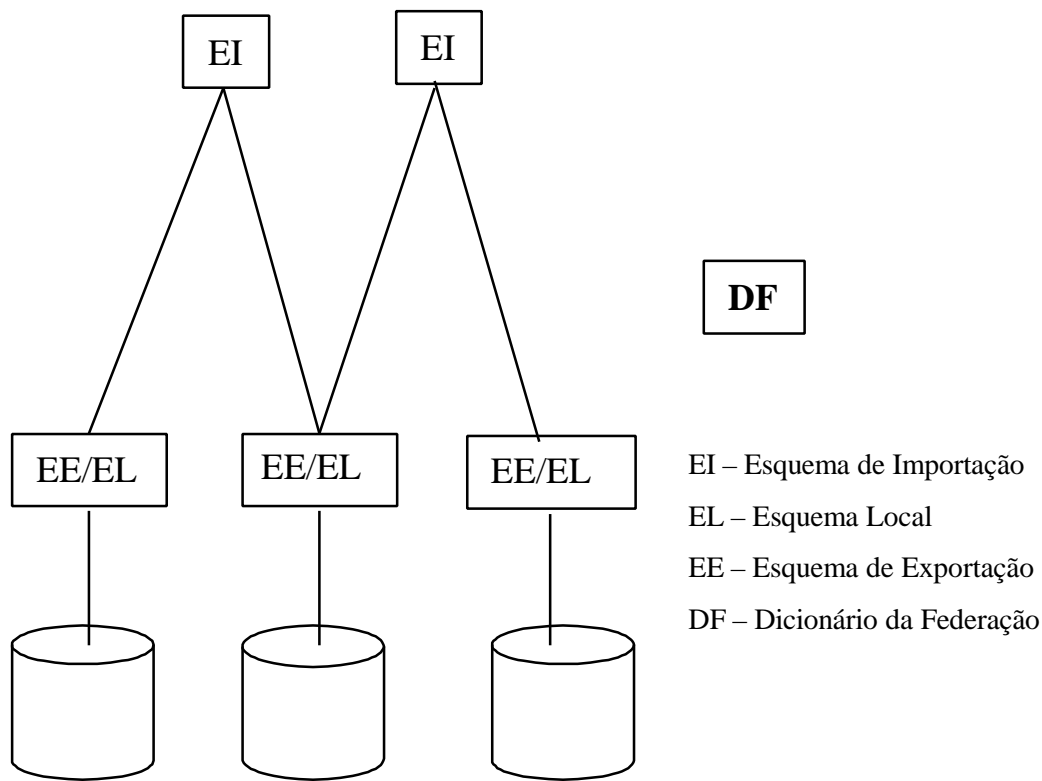 EI
EI
DF
EE/EL
EE/EL
EE/EL
EI – Esquema de Importação
EL – Esquema Local
EE – Esquema de Exportação
DF – Dicionário da Federação